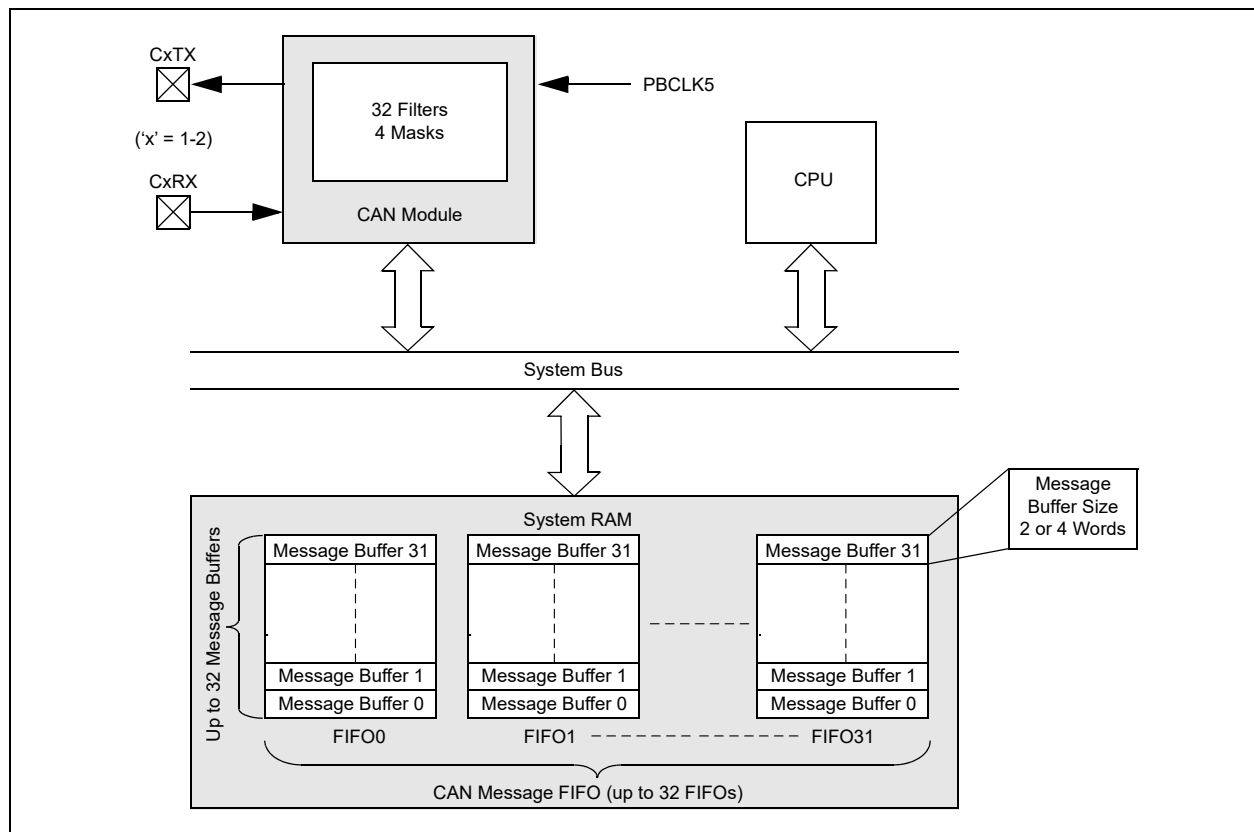 CxTX
PBCLK5
32 Filters
4 Masks
(‘x’ = 1-2)
CxRX
CAN Module
CPU
System Bus
Message
Buffer Size
2 or 4 Words
System RAM
Up to 32 Message Buffers
Message Buffer 31
Message Buffer 31
Message Buffer 31
Message Buffer 1
Message Buffer 1
Message Buffer 1
Message Buffer 0
Message Buffer 0
Message Buffer 0
FIFO0
FIFO1
FIFO31
CAN Message FIFO (up to 32 FIFOs)